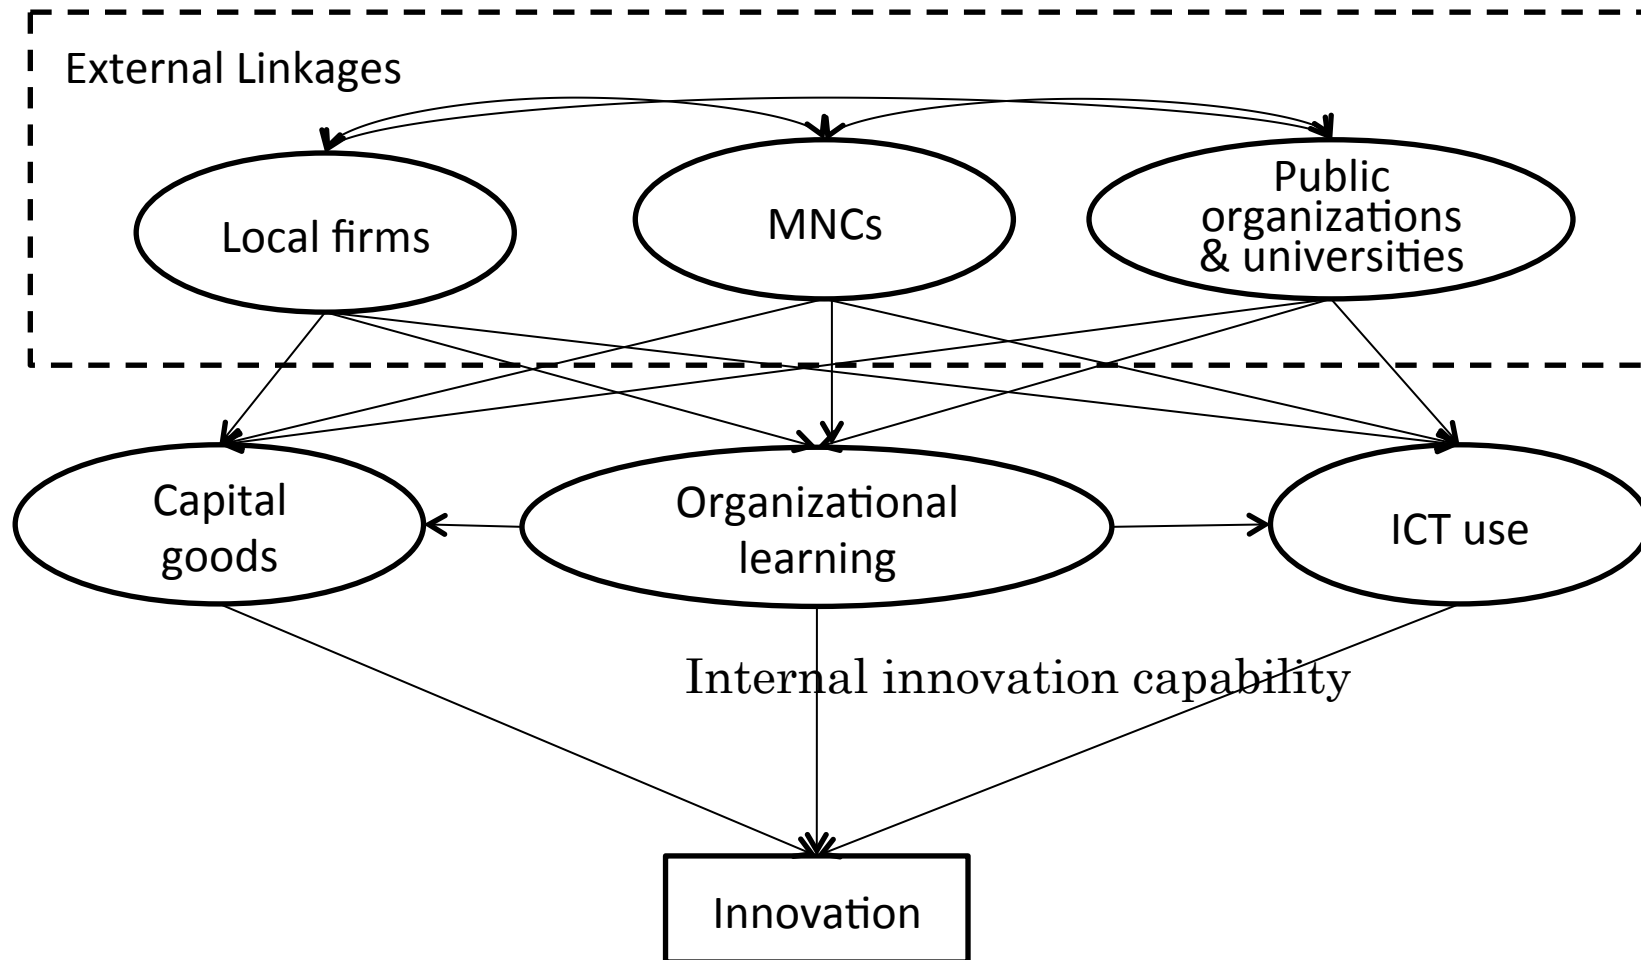 External Linkages
Local firms
MNCs
Public
organizations
& universities
Capital
goods
Organizational
learning
ICT use
Internal innovation capability
Innovation